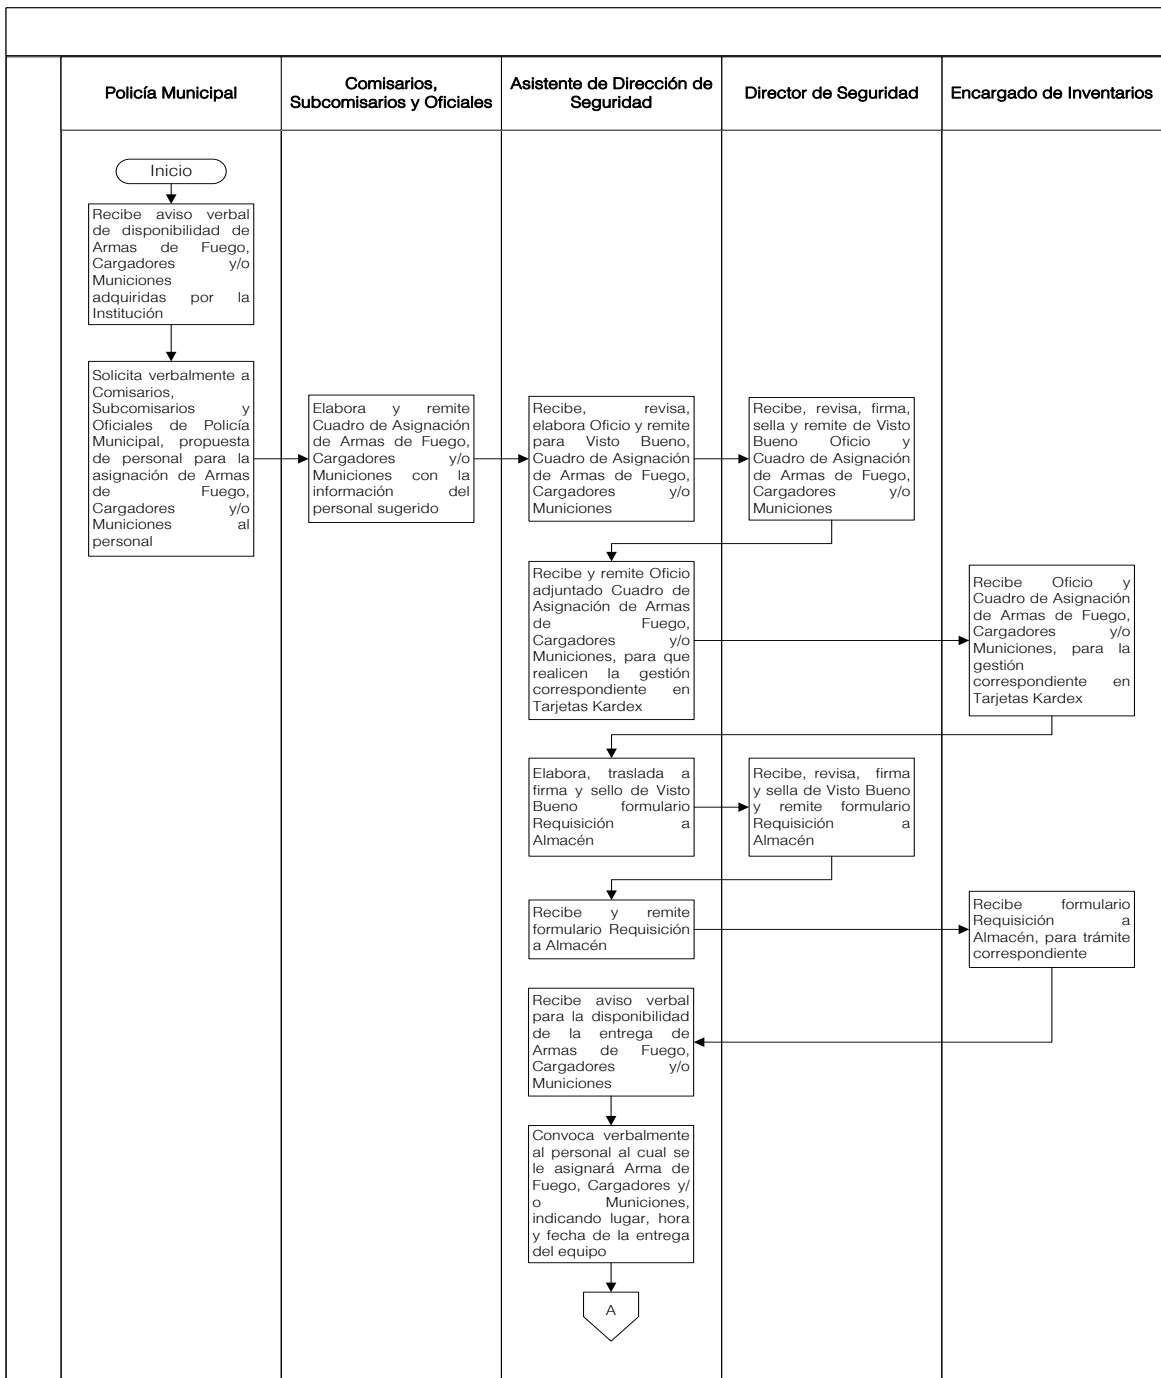 Policía Municipal
Comisarios,
Subcomisarios y Oficiales
Asistente de Dirección de
Seguridad
Director de Seguridad
Encargado de Inventarios
Inicio
Recibe aviso verbal
de disponibilidad de
Armas de Fuego,
Cargadores y/o
Municiones
adquiridas por la
Institución
Solicita verbalmente a
Comisarios,
Subcomisarios y
Oficiales de Policía
Municipal, propuesta
de personal para la
asignación de Armas
de Fuego,
Cargadores y/o
Municiones al
personal
Elabora y remite
Cuadro de Asignación
de Armas de Fuego,
Cargadores y/o
Municiones con la
información del
personal sugerido
Recibe, revisa,
elabora Oficio y remite
para Visto Bueno,
Cuadro de Asignación
de Armas de Fuego,
Cargadores y/o
Municiones
Recibe, revisa, firma,
sella y remite de Visto
Bueno Oficio y
Cuadro de Asignación
de Armas de Fuego,
Cargadores y/o
Municiones
Recibe y remite Oficio
adjuntado Cuadro de
Asignación de Armas
de Fuego,
Cargadores y/o
Municiones, para que
realicen la gestión
correspondiente en
Tarjetas Kardex
Recibe Oficio y
Cuadro de Asignación
de Armas de Fuego,
Cargadores y/o
Municiones, para la
gestión
correspondiente en
Tarjetas Kardex
Elabora, traslada a
firma y sello de Visto
Bueno formulario
Requisición a
Almacén
Recibe, revisa, firma
y sella de Visto Bueno
y remite formulario
Requisición a
Almacén
Recibe y remite
formulario Requisición
a Almacén
Recibe formulario
Requisición a
Almacén, para trámite
correspondiente
Recibe aviso verbal
para la disponibilidad
de la entrega de
Armas de Fuego,
Cargadores y/o
Municiones
Convoca verbalmente
al personal al cual se
le asignará Arma de
Fuego, Cargadores y/
o Municiones,
indicando lugar, hora
y fecha de la entrega
del equipo
A